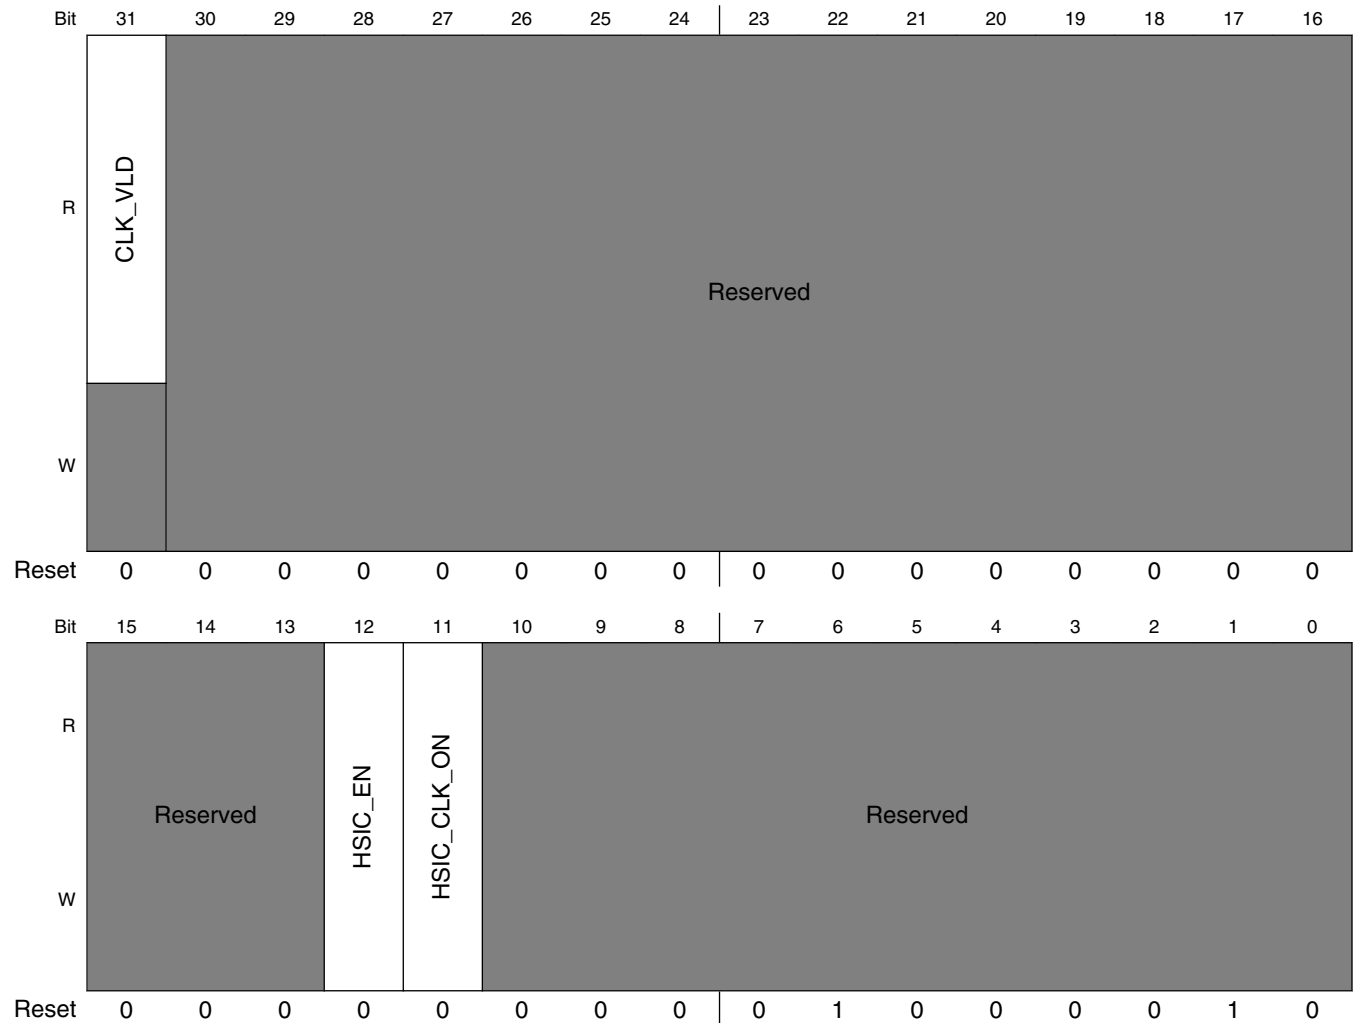 Bit 31 30 29 28 27 26 25 24 23 22 21 20 19 18 17 16
R
CLK_VLD
Reserved
W
Reset 0 0 0 0 0 0 0 0 0 0 0 0 0 0 0 0
Bit 15 14 13 12 11 10 9 8 7 6 5 4 3 2 1 0
R
Reserved
HSIC_EN
HSIC_CLK_ON
Reserved
W
Reset 0 0 0 0 0 0 0 0 0 1 0 0 0 0 1 0